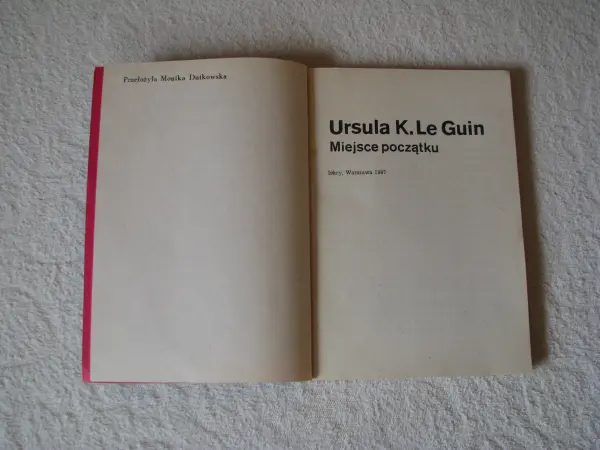 Przełożyła Monika Dutkowska
Ursula K. Le Guin
Miejsce początku
Iskry, Warszawa 1987